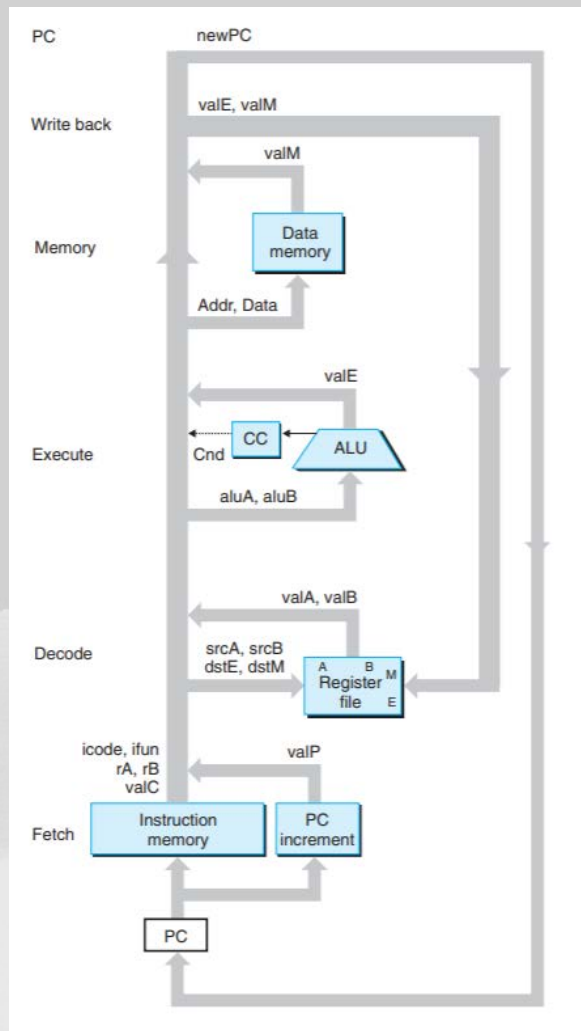 PC
newPC
Write back
valE, valM
valM
Memory
Data
memory
Addr, Data
valE
Execute
CC
ALU
Cnd
aluA, aluB
valA, valB
Decode
srcA, srcB
dstE, dstM
A B M
Register
file
E
icode, ifun
rA, rB
valC
valP
Fetch
Instruction
memory
PC
increment
PC